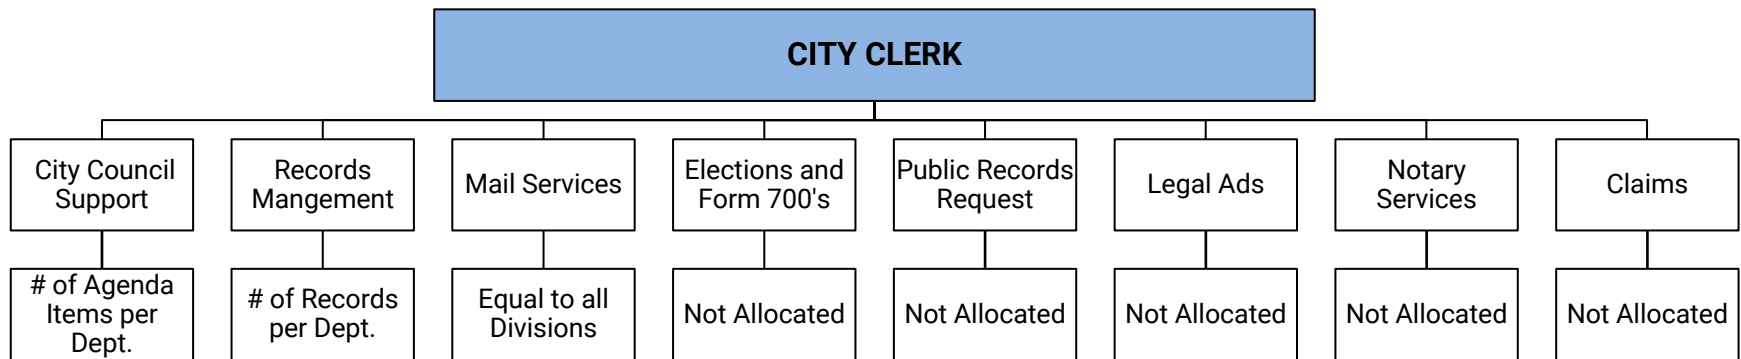 CITY CLERK
City Council
Support
Records
Mangement
Mail Services
Elections and
Form 700's
Public Records
Request
Legal Ads
Notary
Services
Claims
# of Agenda
Items per
Dept.
# of Records
per Dept.
Equal to all
Divisions
Not Allocated
Not Allocated
Not Allocated
Not Allocated
Not Allocated